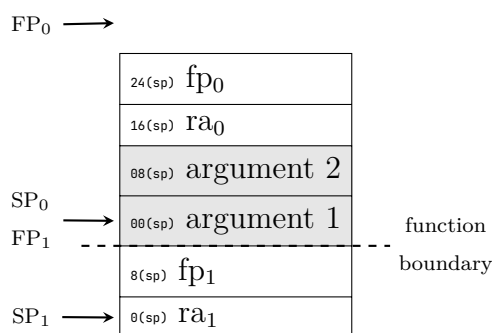 FP₀
24(sp) fp₀
16(sp) ra₀
08(sp) argument 2
SP₀
00(sp) argument 1
FP₁
function
boundary
8(sp) fp₁
SP₁
0(sp) ra₁